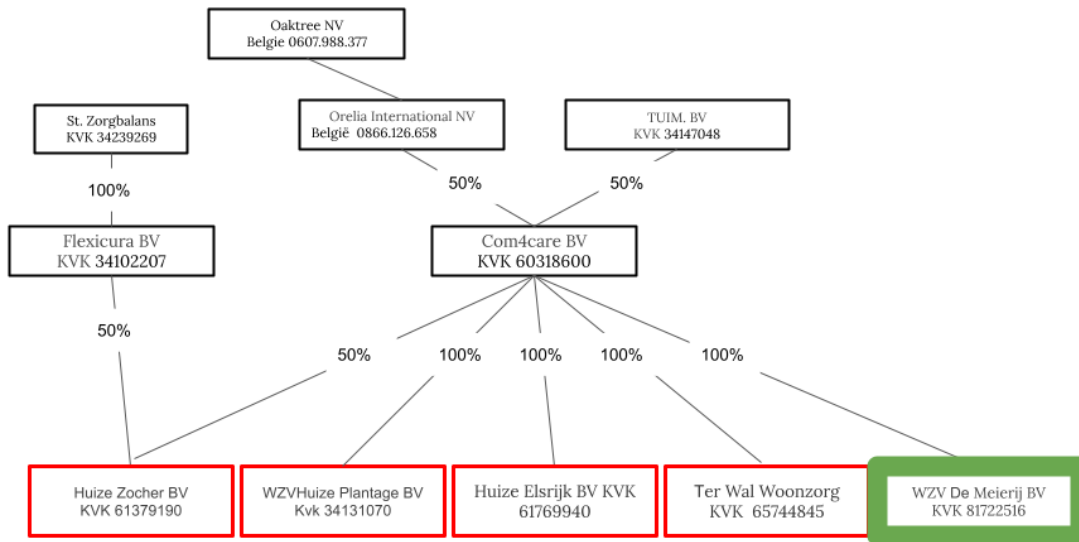 Oaktree NV
Belgie 0607.988.377
St. Zorgbalans
KVK 34239269
Orelia International NV
België 0866.126.658
TUIM. BV
KVK 34147048
100%
50%
50%
Flexicura BV
KVK 34102207
Com4care BV
KVK 60318600
50%
50%
100%
100%
100%
100%
Huize Zocher BV
KVK 61379190
WZVHuize Plantage BV
Kvk 34131070
Huize Elsrijk BV KVK
61769940
Ter Wal Woonzorg
KVK 65744845
WZV De Meierij BV
KVK 81722516